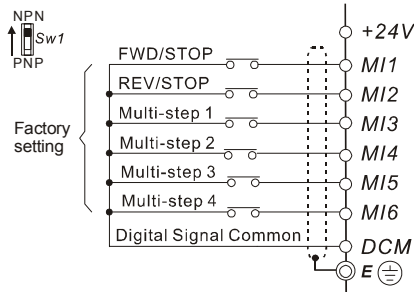 NPN
Sw1
PNP
+24V
FWD/STOP
MI1
REV/STOP
MI2
Multi-step 1
MI3
Factory
setting
Multi-step 2
MI4
Multi-step 3
MI5
Multi-step 4
MI6
Digital Signal Common
DCM
E